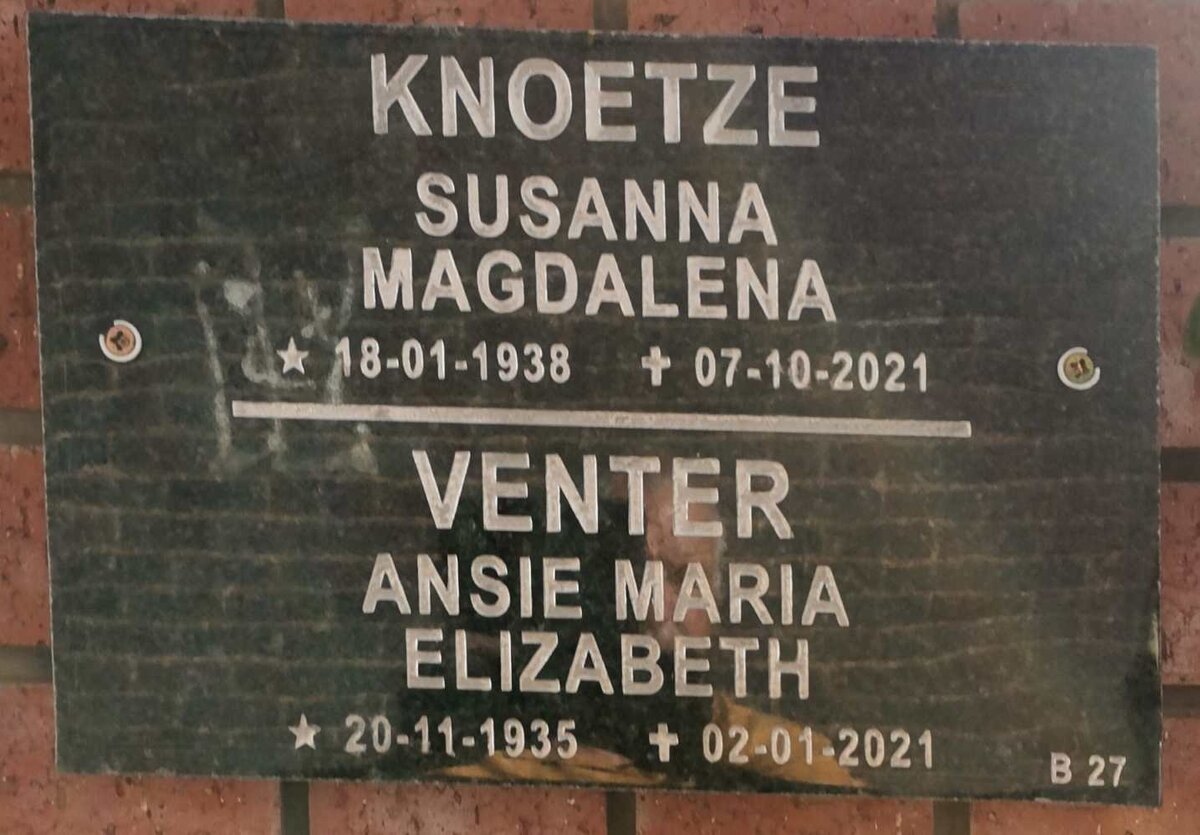 KNOETZE
SUSANNA
MAGDALENA
★ 18-01-1938 ✝ 07-10-2021
VENTER
ANSIE MARIA
ELIZABETH
★ 20-11-1935 ✝ 02-01-2021
B 27